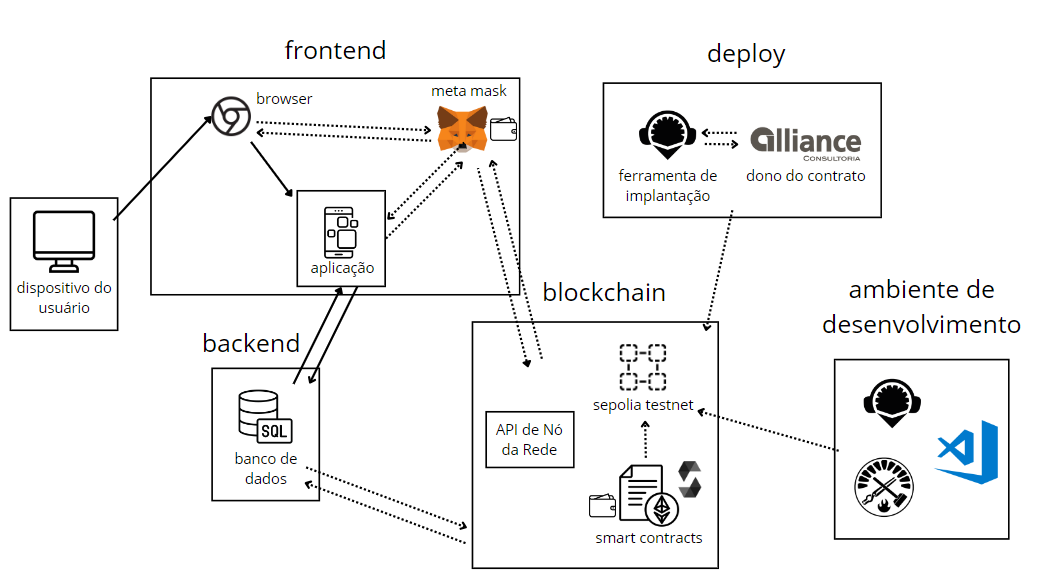 frontend
deploy
browser
meta mask
alliance
CONSULTORIA
ferramenta de
implantação
dono do contrato
aplicação
dispositivo do
usuário
blockchain
ambiente de
desenvolvimento
backend
sepolia testnet
API de Nó
da Rede
SQL
banco de
dados
smart contracts